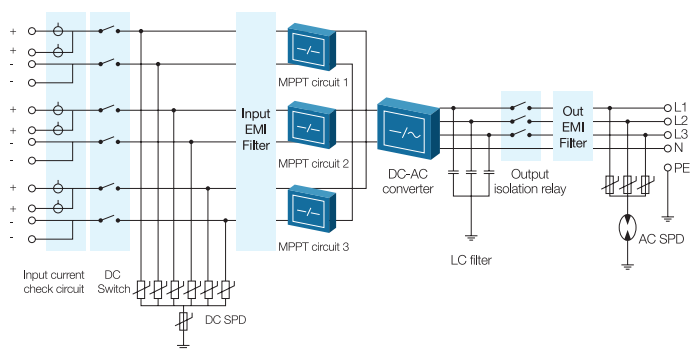 +
+
-
-
+
+
-
-
+
+
-
-
Input current
check circuit
DC
Switch
DC SPD
Input
EMI
Filter
MPPT circuit 1
MPPT circuit 2
MPPT circuit 3
DC-AC
converter
LC filter
Output
isolation relay
Out
EMI
Filter
L1
L2
L3
N
PE
AC SPD